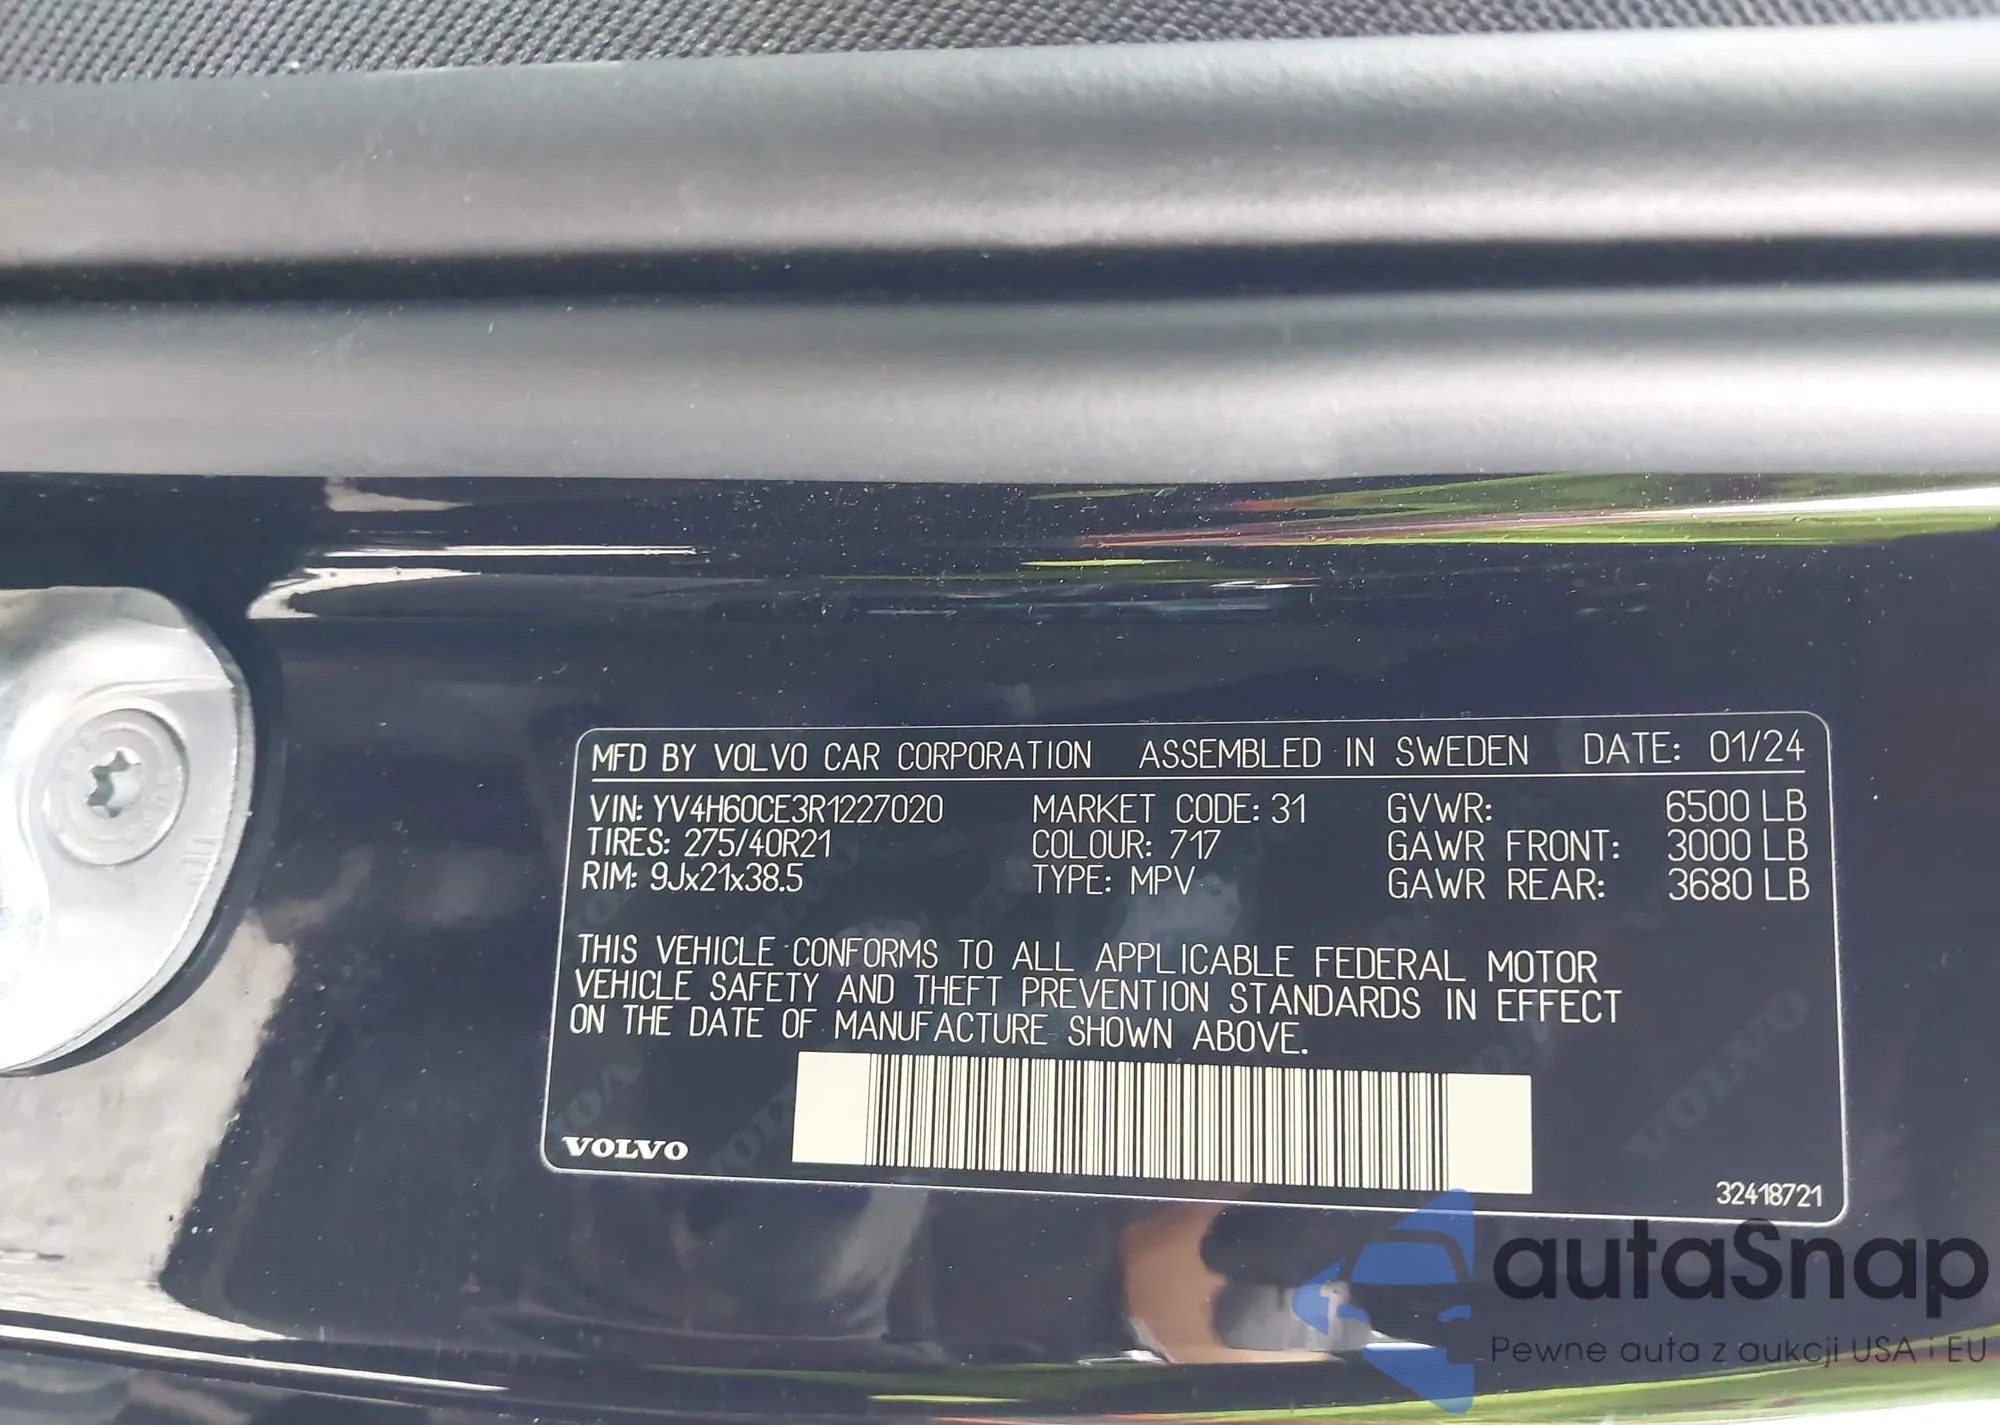 MFD BY VOLVO CAR CORPORATION ASSEMBLED IN SWEDEN DATE: 01/24
VIN: YV4H60CE3R1227020 MARKET CODE: 31 GVWR: 6500 LB
TIRES: 275/40R21 COLOUR: 717 GAWR FRONT: 3000 LB
RIM: 9Jx21x38.5 TYPE: MPV GAWR REAR: 3680 LB
THIS VEHICLE CONFORMS TO ALL APPLICABLE FEDERAL MOTOR
VEHICLE SAFETY AND THEFT PREVENTION STANDARDS IN EFFECT
ON THE DATE OF MANUFACTURE SHOWN ABOVE.
VOLVO
32418721
autaSnap
Pewne auta z aukcji USA i EU